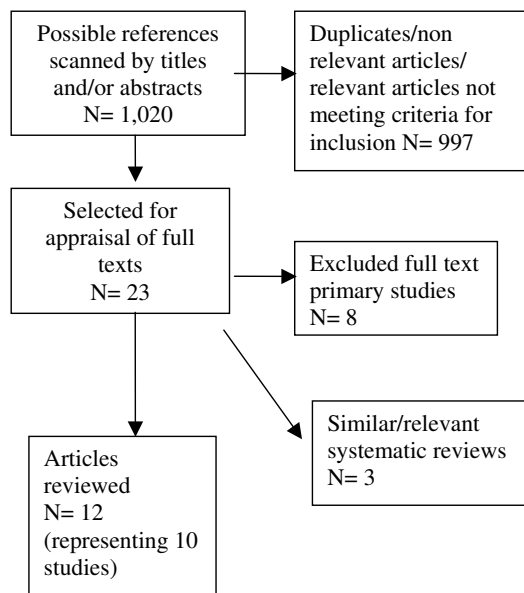 Possible references
scanned by titles
and/or abstracts
N= 1,020
Duplicates/non
relevant articles/
relevant articles not
meeting criteria for
inclusion N= 997
Selected for
appraisal of full
texts
N= 23
Excluded full text
primary studies
N= 8
Similar/relevant
systematic reviews
N= 3
Articles
reviewed
N= 12
(representing 10
studies)